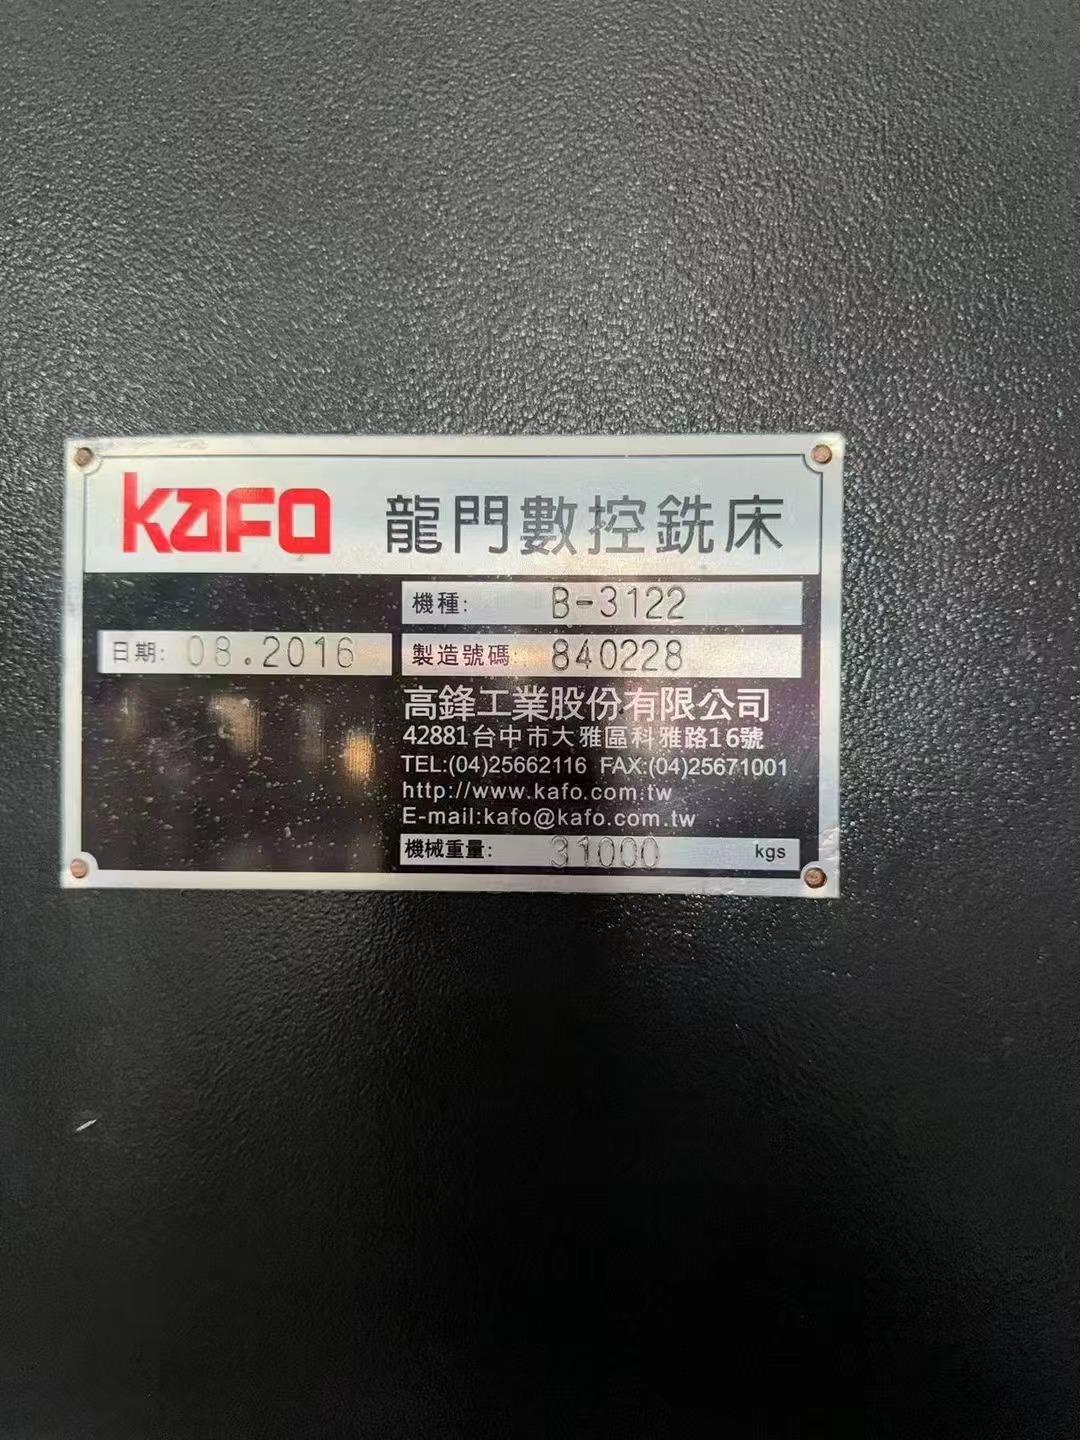 KAFO 龍門數控銑床
機種: B-3122
日期: 08.2016 製造號碼: 840228
高鋒工業股份有限公司
42881台中市大雅區科雅路16號
TEL:(04)25662116 FAX:(04)25671001
http://www.kafo.com.tw
E-mail:kafo@kafo.com.tw
機械重量: 31000 kgs